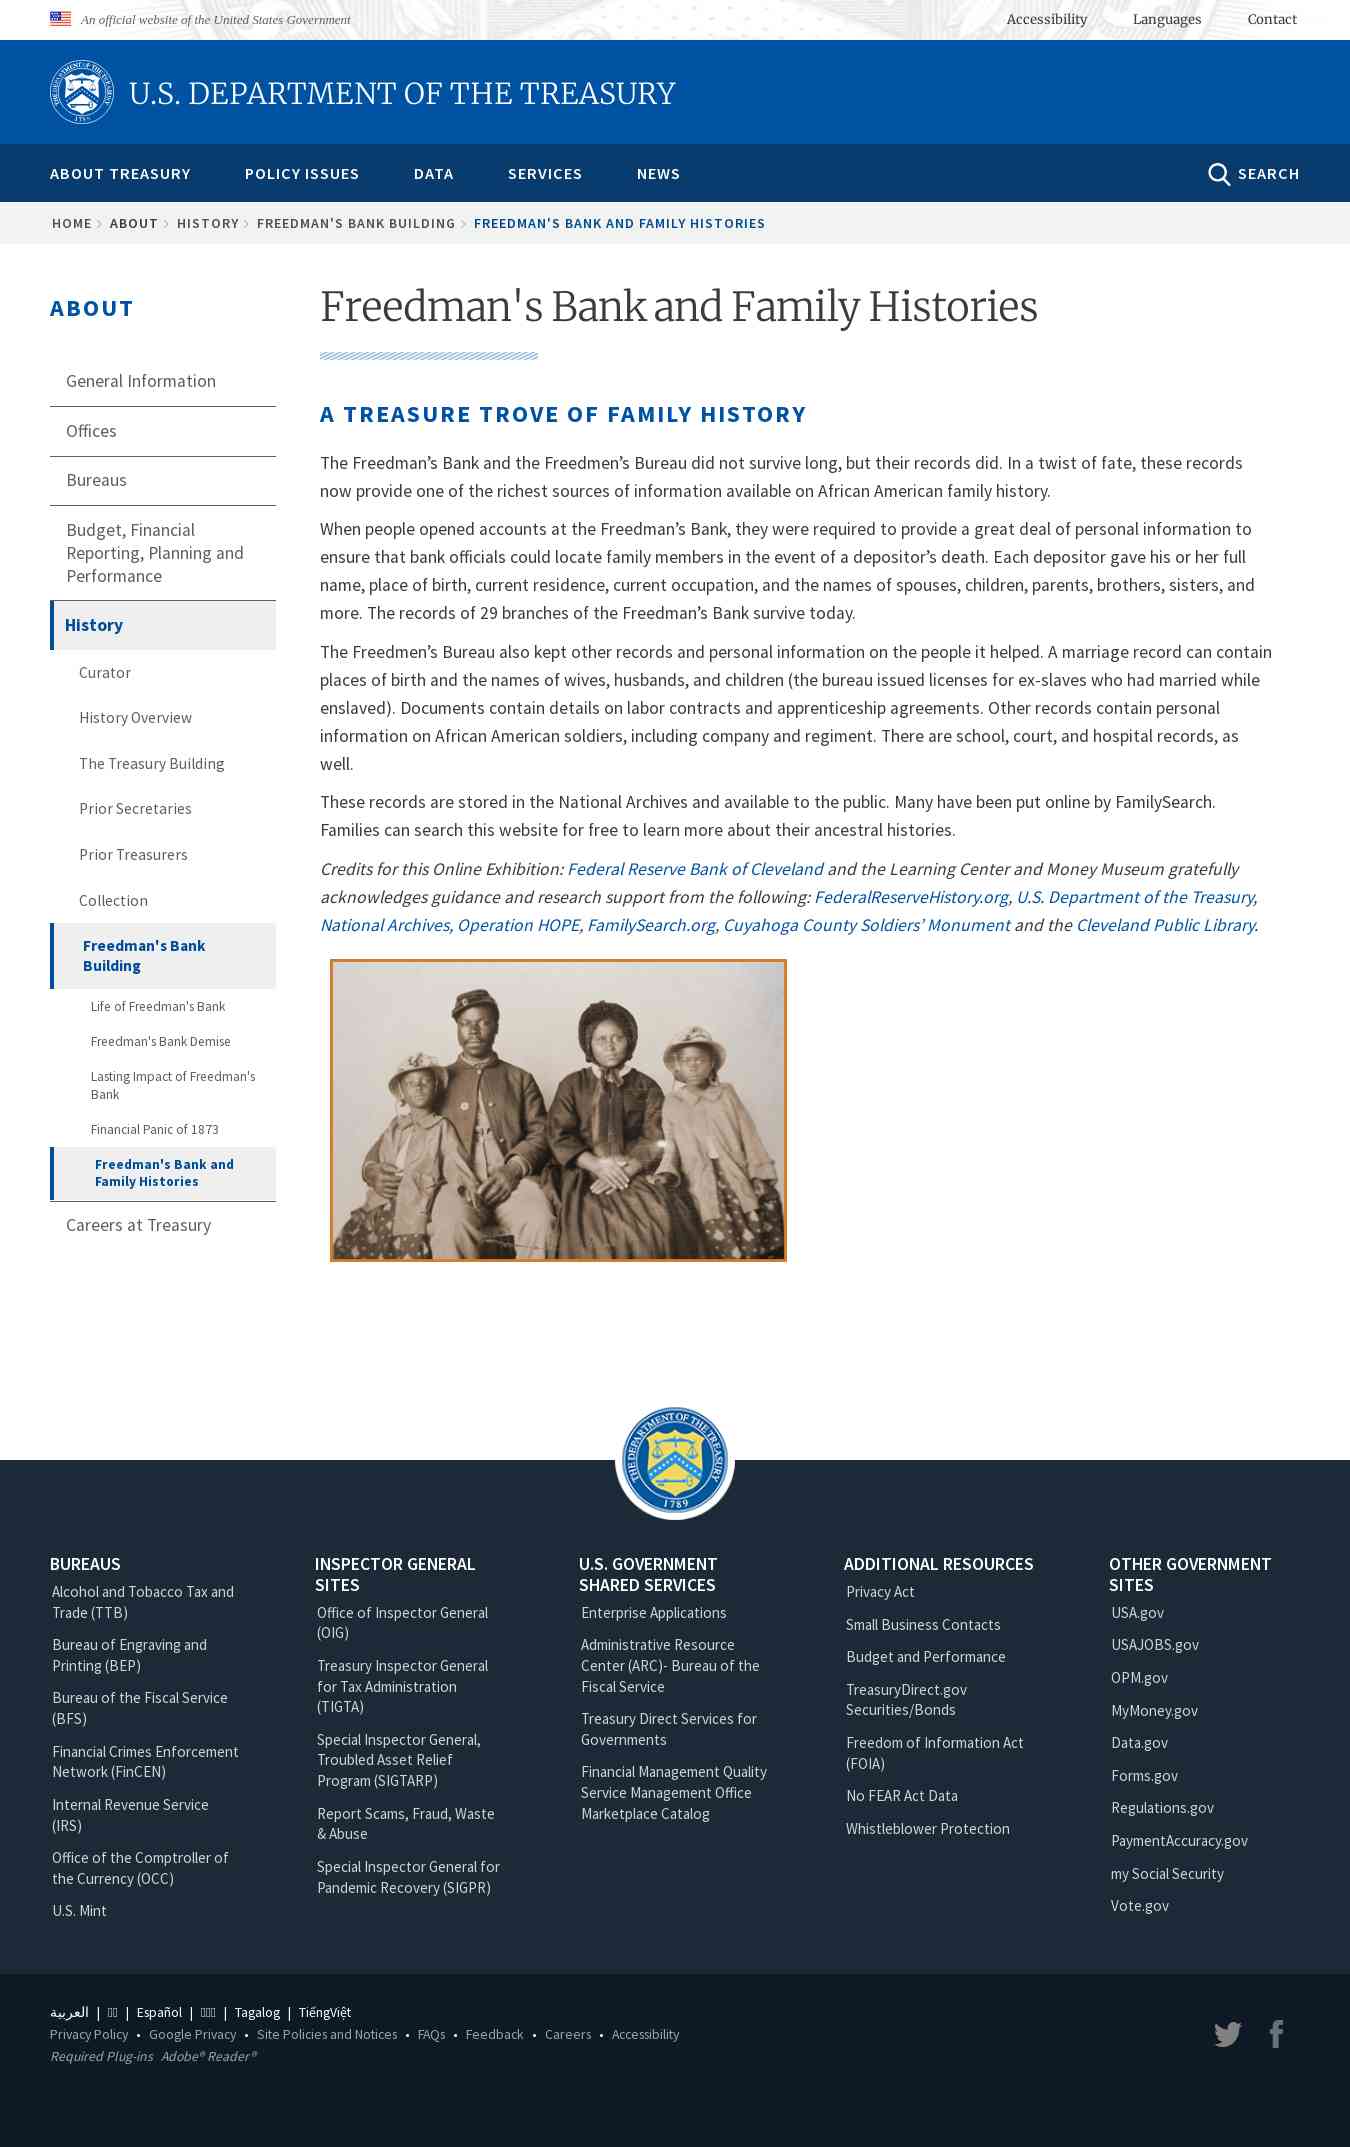 An official website of the United States Government
Accessibility
Languages
Contact
U.S. DEPARTMENT OF THE TREASURY
ABOUT TREASURY
POLICY ISSUES
DATA
SERVICES
NEWS
SEARCH
HOME > ABOUT > HISTORY > FREEDMAN'S BANK BUILDING > FREEDMAN'S BANK AND FAMILY HISTORIES
ABOUT
General Information
Offices
Bureaus
Budget, Financial
Reporting, Planning and
Performance
History
Curator
History Overview
The Treasury Building
Prior Secretaries
Prior Treasurers
Collection
Freedman's Bank
Building
Life of Freedman's Bank
Freedman's Bank Demise
Lasting Impact of Freedman's
Bank
Financial Panic of 1873
Freedman's Bank and
Family Histories
Careers at Treasury
Freedman's Bank and Family Histories
A TREASURE TROVE OF FAMILY HISTORY
The Freedman’s Bank and the Freedmen’s Bureau did not survive long, but their records did. In a twist of fate, these records
now provide one of the richest sources of information available on African American family history.
When people opened accounts at the Freedman’s Bank, they were required to provide a great deal of personal information to
ensure that bank officials could locate family members in the event of a depositor’s death. Each depositor gave his or her full
name, place of birth, current residence, current occupation, and the names of spouses, children, parents, brothers, sisters, and
more. The records of 29 branches of the Freedman’s Bank survive today.
The Freedmen’s Bureau also kept other records and personal information on the people it helped. A marriage record can contain
places of birth and the names of wives, husbands, and children (the bureau issued licenses for ex-slaves who had married while
enslaved). Documents contain details on labor contracts and apprenticeship agreements. Other records contain personal
information on African American soldiers, including company and regiment. There are school, court, and hospital records, as
well.
These records are stored in the National Archives and available to the public. Many have been put online by FamilySearch.
Families can search this website for free to learn more about their ancestral histories.
Credits for this Online Exhibition: Federal Reserve Bank of Cleveland and the Learning Center and Money Museum gratefully
acknowledges guidance and research support from the following: FederalReserveHistory.org, U.S. Department of the Treasury,
National Archives, Operation HOPE, FamilySearch.org, Cuyahoga County Soldiers’ Monument and the Cleveland Public Library.
THE DEPARTMENT OF THE TREASURY
1789
BUREAUS
Alcohol and Tobacco Tax and
Trade (TTB)
Bureau of Engraving and
Printing (BEP)
Bureau of the Fiscal Service
(BFS)
Financial Crimes Enforcement
Network (FinCEN)
Internal Revenue Service
(IRS)
Office of the Comptroller of
the Currency (OCC)
U.S. Mint
INSPECTOR GENERAL
SITES
Office of Inspector General
(OIG)
Treasury Inspector General
for Tax Administration
(TIGTA)
Special Inspector General,
Troubled Asset Relief
Program (SIGTARP)
Report Scams, Fraud, Waste
& Abuse
Special Inspector General for
Pandemic Recovery (SIGPR)
U.S. GOVERNMENT
SHARED SERVICES
Enterprise Applications
Administrative Resource
Center (ARC)- Bureau of the
Fiscal Service
Treasury Direct Services for
Governments
Financial Management Quality
Service Management Office
Marketplace Catalog
ADDITIONAL RESOURCES
Privacy Act
Small Business Contacts
Budget and Performance
TreasuryDirect.gov
Securities/Bonds
Freedom of Information Act
(FOIA)
No FEAR Act Data
Whistleblower Protection
OTHER GOVERNMENT
SITES
USA.gov
USAJOBS.gov
OPM.gov
MyMoney.gov
Data.gov
Forms.gov
Regulations.gov
PaymentAccuracy.gov
my Social Security
Vote.gov
العربية | | Español | | Tagalog | TiếngViệt
Privacy Policy • Google Privacy • Site Policies and Notices • FAQs • Feedback • Careers • Accessibility
Required Plug-ins Adobe® Reader®